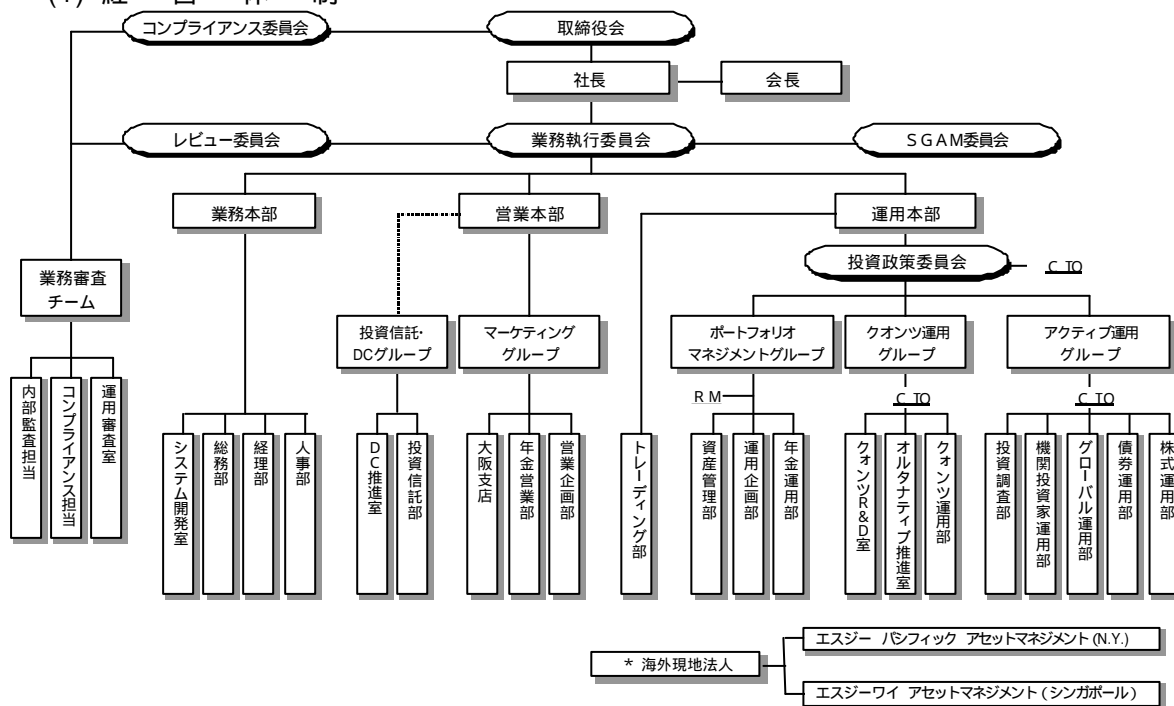 (1) 経 営 体 制
コンプライアンス委員会
取締役会
社長
会長
レビュー委員会
業務執行委員会
SGAM委員会
業務本部
営業本部
運用本部
投資政策委員会
CIO
業務審査
チーム
投資信託・
DCグループ
マーケティング
グループ
ポートフォリオ
マネジメントグループ
クオンツ運用
グループ
アクティブ運用
グループ
RM
CIO
CIO
内部監査担当
コンプライアンス担当
運用審査室
システム開発室
総務部
経理部
人事部
DC推進室
投資信託部
大阪支店
年金営業部
営業企画部
トレーディング部
資産管理部
運用企画部
年金運用部
クォンツR&D室
オルタナティブ推進室
クォンツ運用部
投資調査部
機関投資家運用部
グローバル運用部
債券運用部
株式運用部
* 海外現地法人
エスジー パシフィック アセットマネジメント (N.Y.)
エスジーワイ アセットマネジメント (シンガポール)